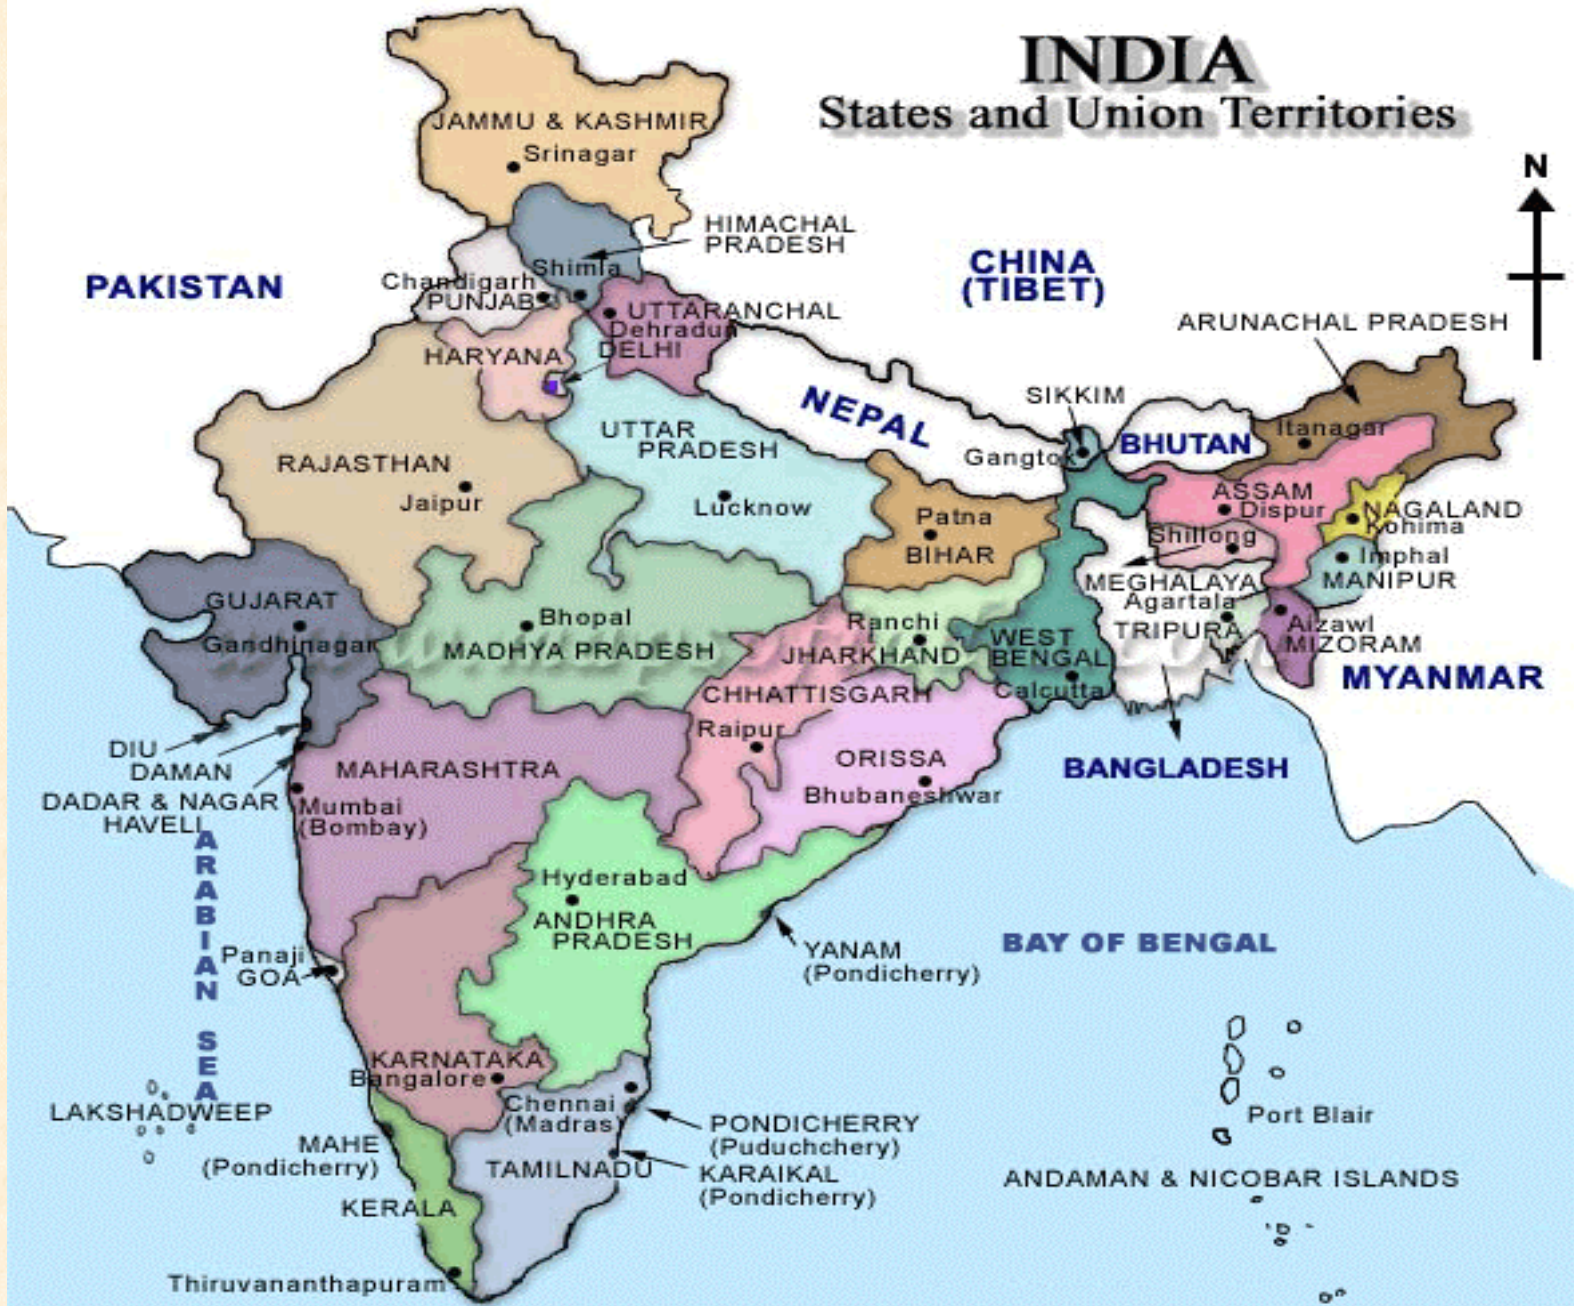 INDIA
States and Union Territories
N
JAMMU & KASHMIR
Srinagar
HIMACHAL
PRADESH
PAKISTAN
CHINA
(TIBET)
Shimla
Chandigarh
PUNJAB
UTTARANCHAL
Dehradun
DELHI
HARYANA
ARUNACHAL PRADESH
SIKKIM
NEPAL
Gangtok
BHUTAN
Itanagar
UTTAR
PRADESH
RAJASTHAN
Jaipur
Lucknow
Patna
BIHAR
ASSAM
Dispur
NAGALAND
Kohima
Shillong
Imphal
MANIPUR
MEGHALAYA
Agartala
TRIPURA
Aizawl
MIZORAM
MYANMAR
GUJARAT
Gandhinagar
Bhopal
MADHYA PRADESH
Ranchi
JHARKHAND
WEST
BENGAL
Calcutta
CHHATTISGARH
Raipur
ORISSA
Bhubaneshwar
BANGLADESH
DIU
DAMAN
DADAR & NAGAR
HAVELI
MAHARASHTRA
Mumbai
(Bombay)
ARABIAN SEA
Hyderabad
ANDHRA
PRADESH
YANAM
(Pondicherry)
BAY OF BENGAL
Panaji
GOA
KARNATAKA
Bangalore
LAKSHADWEEP
Chennai
(Madras)
PONDICHERRY
(Puduchchery)
MAHE
(Pondicherry)
TAMILNADU
KARAIKAL
(Pondicherry)
KERALA
Thiruvananthapuram
Port Blair
ANDAMAN & NICOBAR ISLANDS